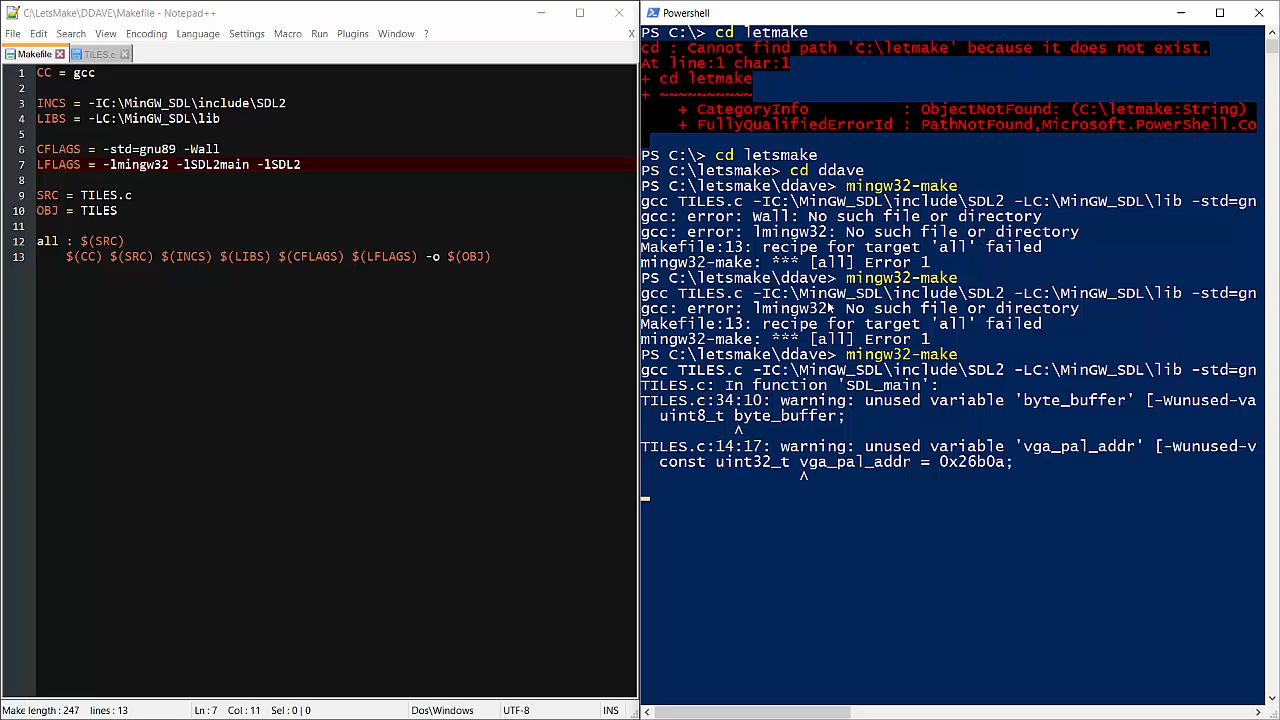 C:\LetsMake\DDAVE\Makefile - Notepad++
File Edit Search View Encoding Language Settings Macro Run Plugins Window ? X
Makefile TILES.c
1 CC = gcc
2
3 INCS = -IC:\MinGW_SDL\include\SDL2
4 LIBS = -LC:\MinGW_SDL\lib
5
6 CFLAGS = -std=gnu89 -Wall
7 LFLAGS = -lmingw32 -lSDL2main -lSDL2
8
9 SRC = TILES.c
10 OBJ = TILES
11
12 all : $(SRC)
13 $(CC) $(SRC) $(INCS) $(LIBS) $(CFLAGS) $(LFLAGS) -o $(OBJ)
Make length : 247 lines : 13 Ln : 7 Col : 11 Sel : 0 | 0 Dos\Windows UTF-8 INS
Powershell
PS C:\> cd letmake
cd : Cannot find path 'C:\letmake' because it does not exist.
At line:1 char:1
+ cd letmake
+ ~~~~~~~~~~
+ CategoryInfo : ObjectNotFound: (C:\letmake:String)
+ FullyQualifiedErrorId : PathNotFound,Microsoft.PowerShell.Co
PS C:\> cd letsmake
PS C:\letsmake> cd ddave
PS C:\letsmake\ddave> mingw32-make
gcc TILES.c -IC:\MinGW_SDL\include\SDL2 -LC:\MinGW_SDL\lib -std=gn
gcc: error: Wall: No such file or directory
gcc: error: lmingw32: No such file or directory
Makefile:13: recipe for target 'all' failed
mingw32-make: *** [all] Error 1
PS C:\letsmake\ddave> mingw32-make
gcc TILES.c -IC:\MinGW_SDL\include\SDL2 -LC:\MinGW_SDL\lib -std=gn
gcc: error: lmingw32: No such file or directory
Makefile:13: recipe for target 'all' failed
mingw32-make: *** [all] Error 1
PS C:\letsmake\ddave> mingw32-make
gcc TILES.c -IC:\MinGW_SDL\include\SDL2 -LC:\MinGW_SDL\lib -std=gn
TILES.c: In function 'SDL_main':
TILES.c:34:10: warning: unused variable 'byte_buffer' [-Wunused-va
uint8_t byte_buffer;
^
TILES.c:14:17: warning: unused variable 'vga_pal_addr' [-Wunused-v
const uint32_t vga_pal_addr = 0x26b0a;
^